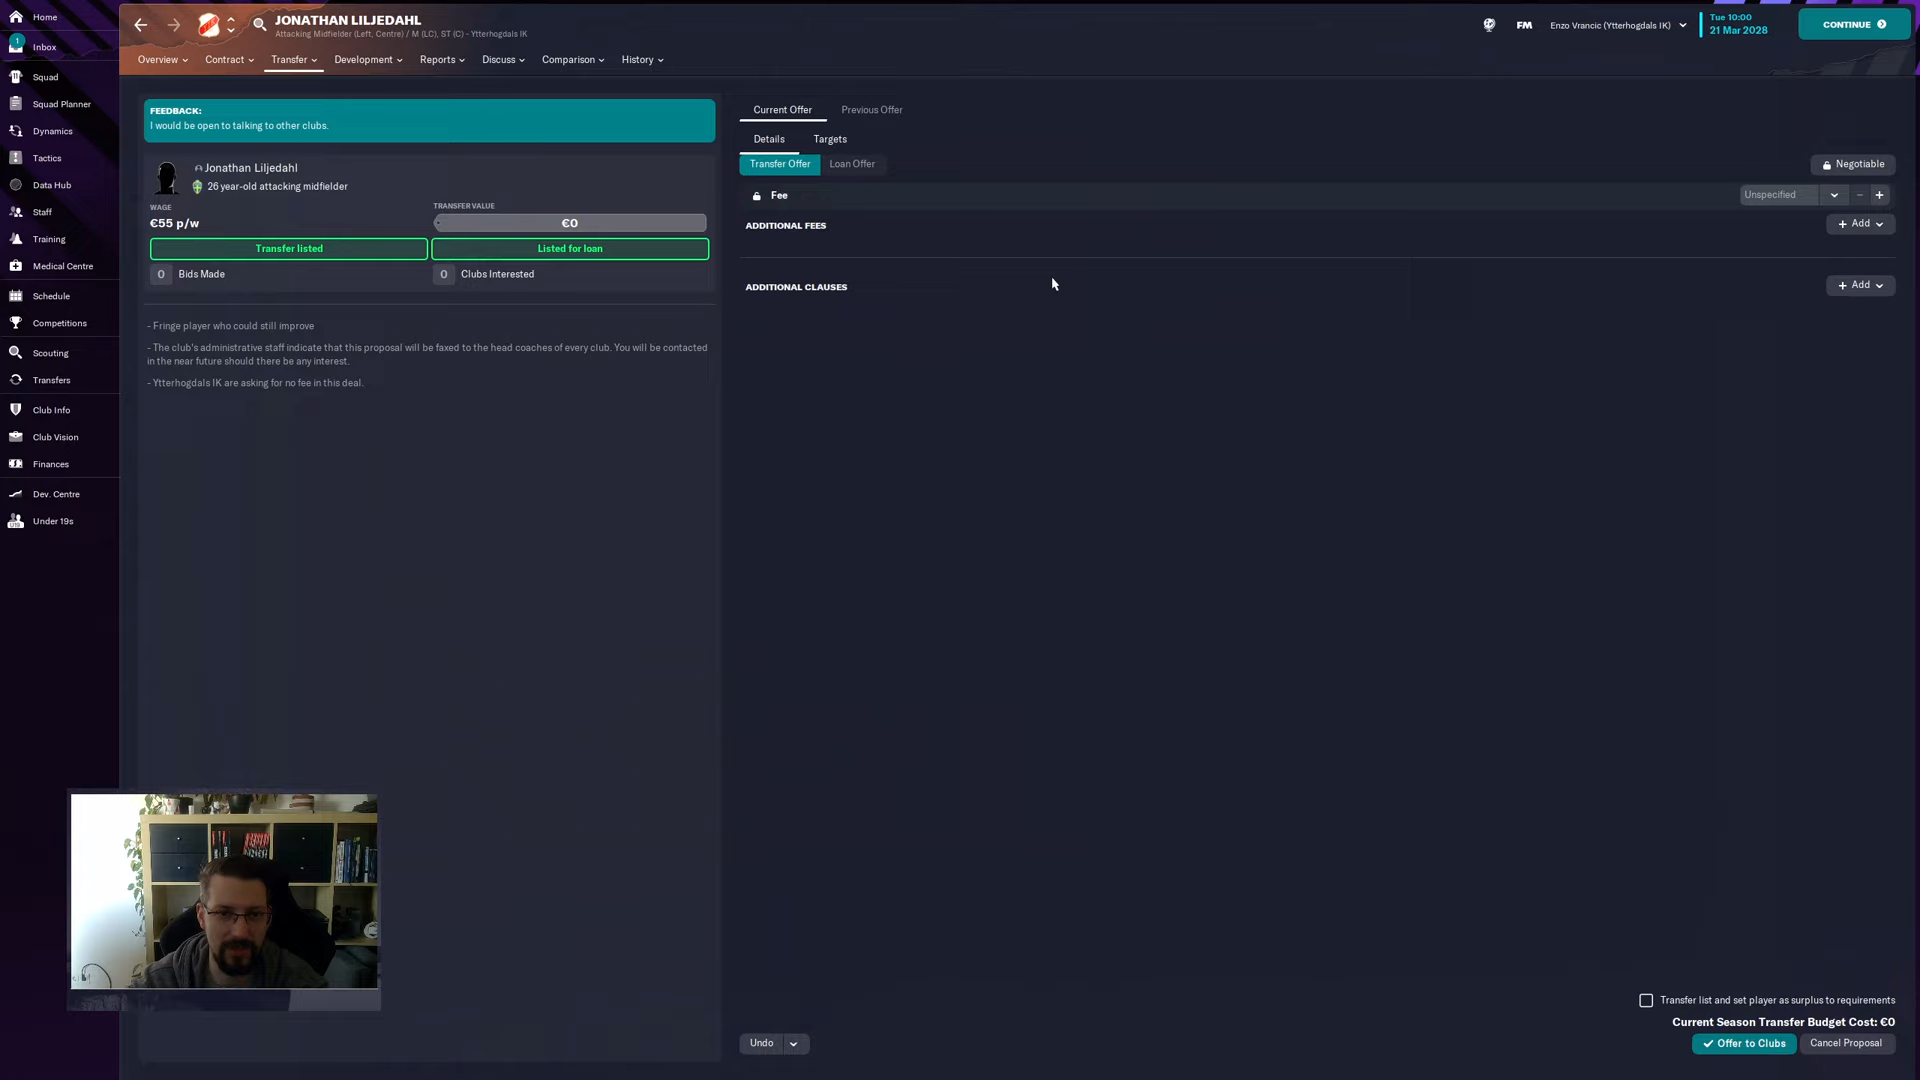 Home
1
Inbox
Squad
Squad Planner
Dynamics
Tactics
Data Hub
Staff
Training
Medical Centre
Schedule
Competitions
Scouting
Transfers
Club Info
Club Vision
Finances
Dev. Centre
Under 19s
JONATHAN LILJEDAHL
Attacking Midfielder (Left, Centre) / M (LC), ST (C) - Ytterhogdals IK
FM
Enzo Vrancic (Ytterhogdals IK)
Tue 10:00
21 Mar 2028
CONTINUE
Overview
Contract
Transfer
Development
Reports
Discuss
Comparison
History
FEEDBACK:
I would be open to talking to other clubs.
Jonathan Liljedahl
26 year-old attacking midfielder
WAGE
€55 p/w
TRANSFER VALUE
€0
Transfer listed
Listed for loan
0 Bids Made
0 Clubs Interested
- Fringe player who could still improve
- The club's administrative staff indicate that this proposal will be faxed to the head coaches of every club. You will be contacted
in the near future should there be any interest.
- Ytterhogdals IK are asking for no fee in this deal.
Current Offer
Previous Offer
Details
Targets
Transfer Offer
Loan Offer
Negotiable
Fee
Unspecified
ADDITIONAL FEES
+ Add
ADDITIONAL CLAUSES
+ Add
Transfer list and set player as surplus to requirements
Current Season Transfer Budget Cost: €0
Undo
Offer to Clubs
Cancel Proposal